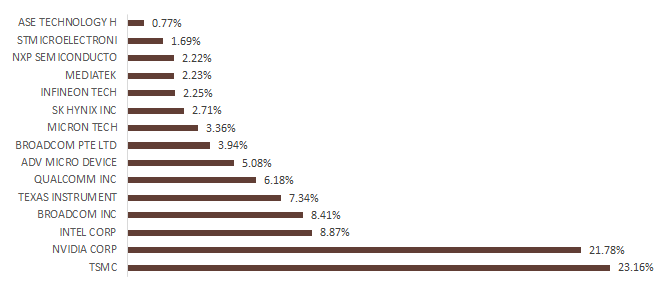 ASE TECHNOLOGY H 0.77%
STMICROELECTRONI 1.69%
NXP SEMICONDUCTO 2.22%
MEDIATEK 2.23%
INFINEON TECH 2.25%
SK HYNIX INC 2.71%
MICRON TECH 3.36%
BROADCOM PTE LTD 3.94%
ADV MICRO DEVICE 5.08%
QUALCOMM INC 6.18%
TEXAS INSTRUMENT 7.34%
BROADCOM INC 8.41%
INTEL CORP 8.87%
NVIDIA CORP 21.78%
TSMC 23.16%